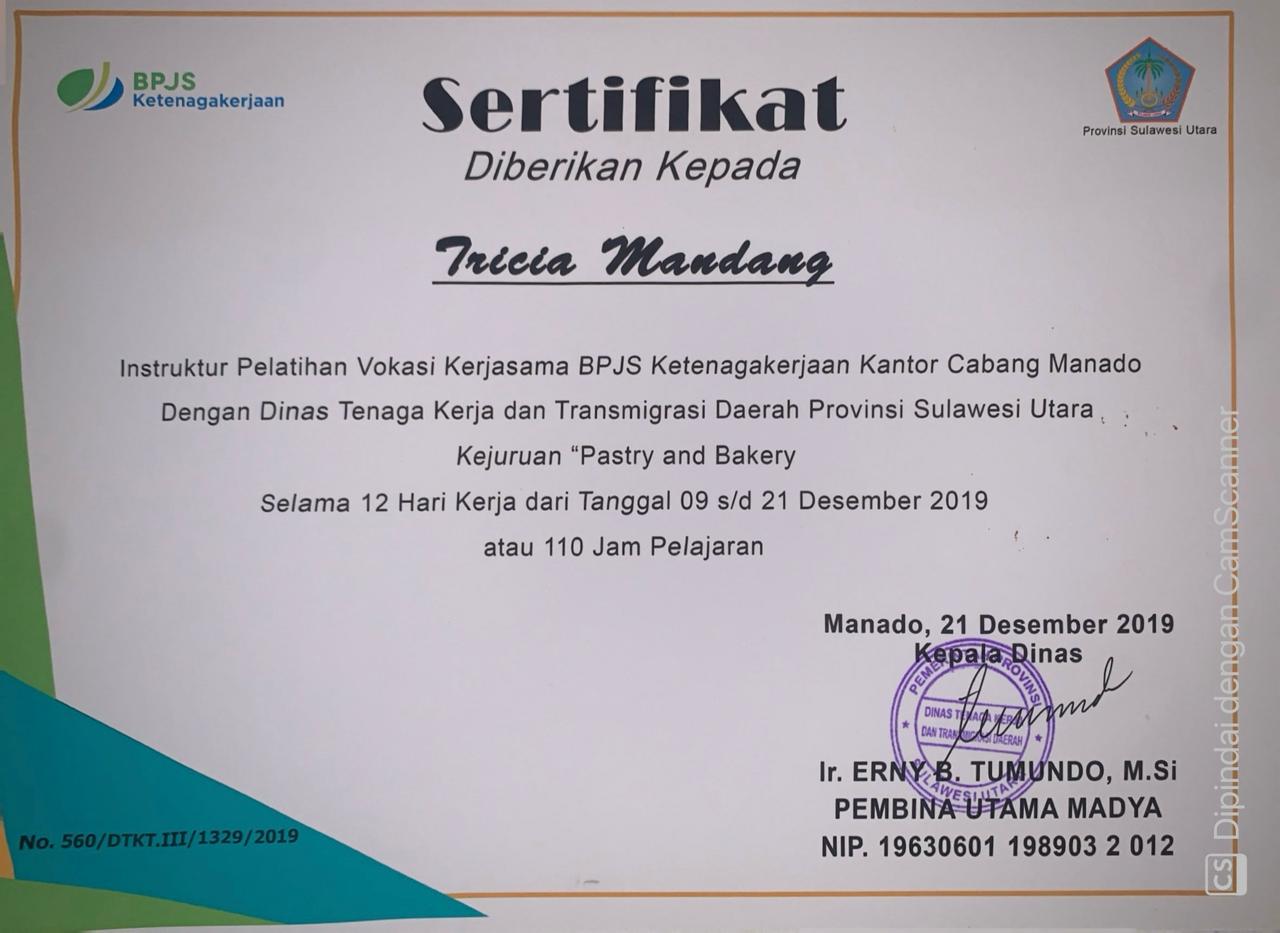 BPJS
Ketenagakerjaan
Provinsi Sulawesi Utara
Sertifikat
Diberikan Kepada
Tricia Mandang
Instruktur Pelatihan Vokasi Kerjasama BPJS Ketenagakerjaan Kantor Cabang Manado
Dengan Dinas Tenaga Kerja dan Transmigrasi Daerah Provinsi Sulawesi Utara
Kejuruan “Pastry and Bakery
Selama 12 Hari Kerja dari Tanggal 09 s/d 21 Desember 2019
atau 110 Jam Pelajaran
Manado, 21 Desember 2019
Kepala Dinas
PROVINSI
DINAS TENAGA KERJA
DAN TRANSMIGRASI DAERAH
SULAWESI UTARA
Ir. ERNY B. TUMUNDO, M.Si
PEMBINA UTAMA MADYA
NIP. 19630601 198903 2 012
No. 560/DTKT.III/1329/2019
CS Dipindai dengan CamScanner